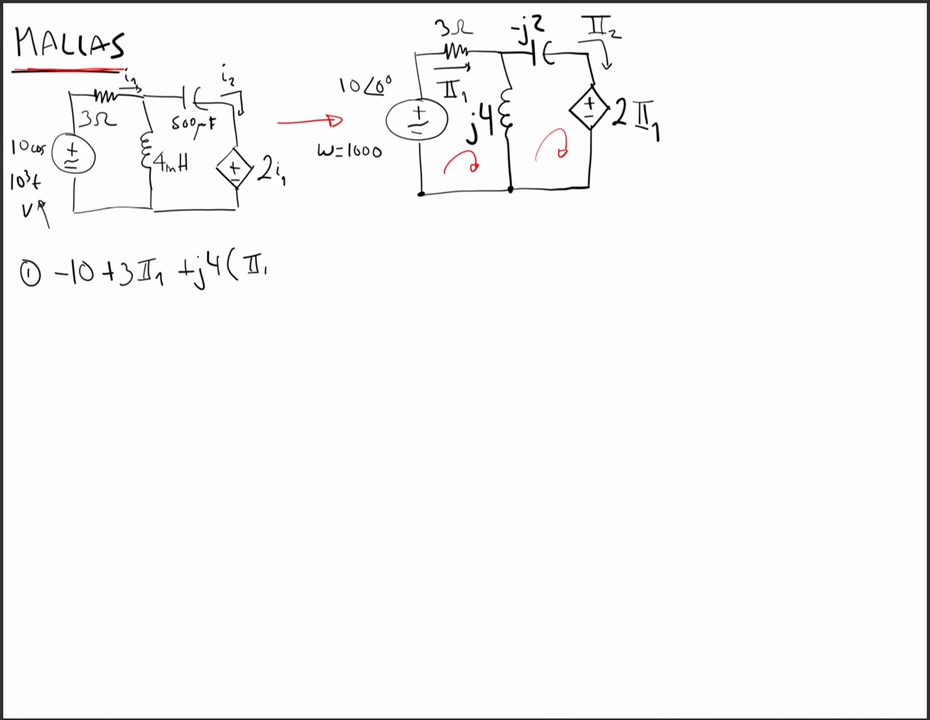 MALLAS
i₁
i₂
3Ω
500μF
10cos
10³t
V
4mH
2i₁
3Ω
-j2
𝕀₂
10∠0°
𝕀₁
j4
2𝕀₁
w=1000
① -10+3𝕀₁ +j4(𝕀₁